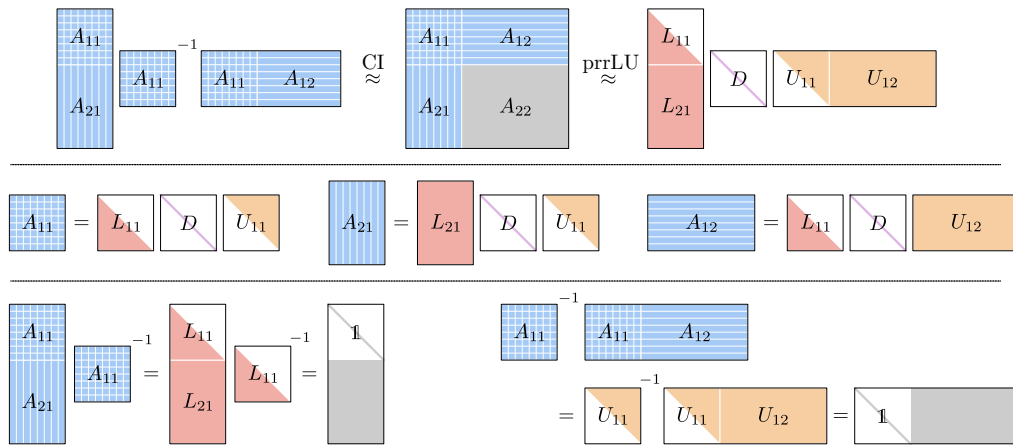 A₁₁ A₂₁ A₁₁ ⁻¹ A₁₁ A₁₂ CI ≈ A₁₁ A₁₂ A₂₁ A₂₂ prrLU ≈ L₁₁ L₂₁ D U₁₁ U₁₂
A₁₁ = L₁₁ D U₁₁ A₂₁ = L₂₁ D U₁₁ A₁₂ = L₁₁ D U₁₂
A₁₁ A₂₁ A₁₁ ⁻¹ = L₁₁ L₂₁ L₁₁ ⁻¹ = 𝟙
A₁₁ ⁻¹ A₁₁ A₁₂
= U₁₁ ⁻¹ U₁₁ U₁₂ = 𝟙